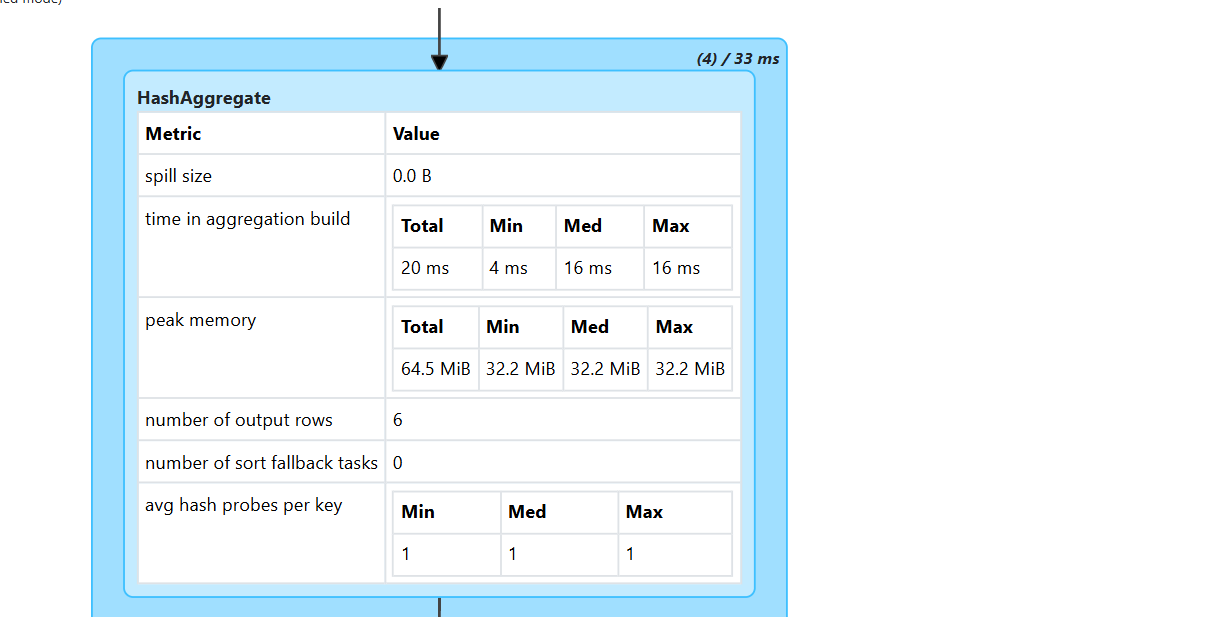 (4) / 33 ms
HashAggregate
Metric Value
spill size 0.0 B
time in aggregation build
Total Min Med Max
20 ms 4 ms 16 ms 16 ms
peak memory
Total Min Med Max
64.5 MiB 32.2 MiB 32.2 MiB 32.2 MiB
number of output rows 6
number of sort fallback tasks 0
avg hash probes per key
Min Med Max
1 1 1